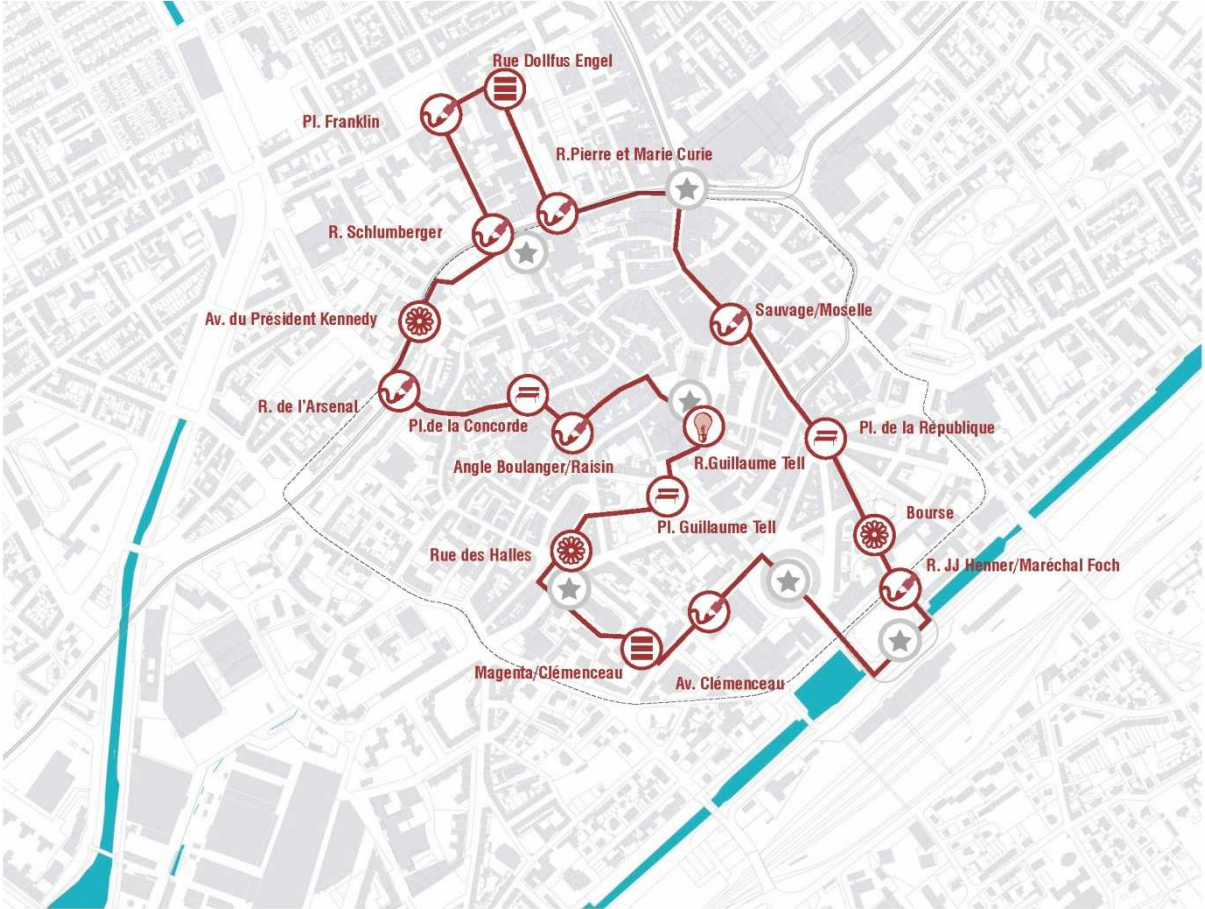 Rue Dollfus Engel
Pl. Franklin
R.Pierre et Marie Curie
R. Schlumberger
Av. du Président Kennedy
Sauvage/Moselle
R. de l'Arsenal
Pl.de la Concorde
Pl. de la République
Angle Boulanger/Raisin
R.Guillaume Tell
Bourse
Pl. Guillaume Tell
Rue des Halles
R. JJ Henner/Maréchal Foch
Magenta/Clémenceau
Av. Clémenceau